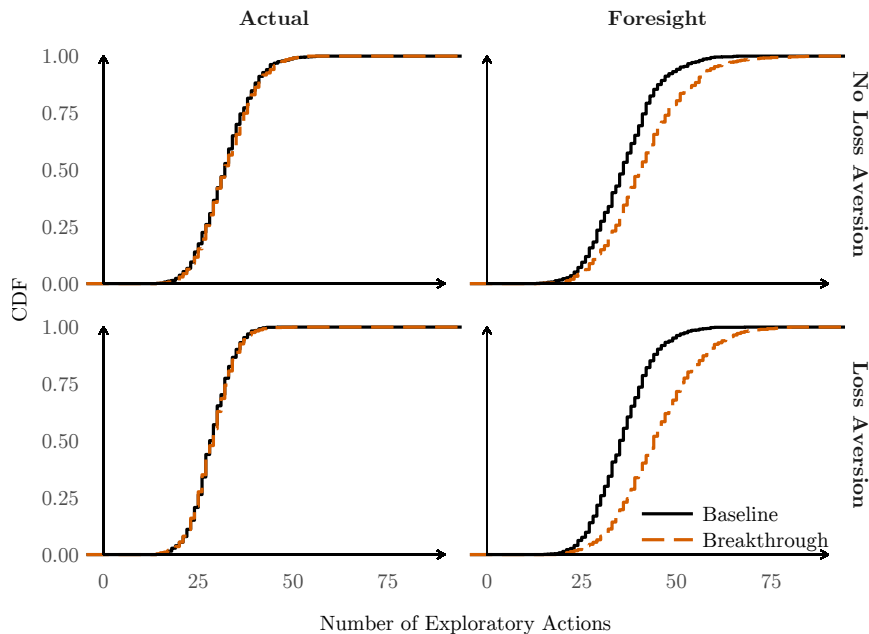 Actual
Foresight
1.00
0.75
0.50
0.25
0.00
No Loss Aversion
CDF
1.00
0.75
0.50
0.25
0.00
Loss Aversion
Baseline
Breakthrough
0 25 50 75
0 25 50 75
Number of Exploratory Actions